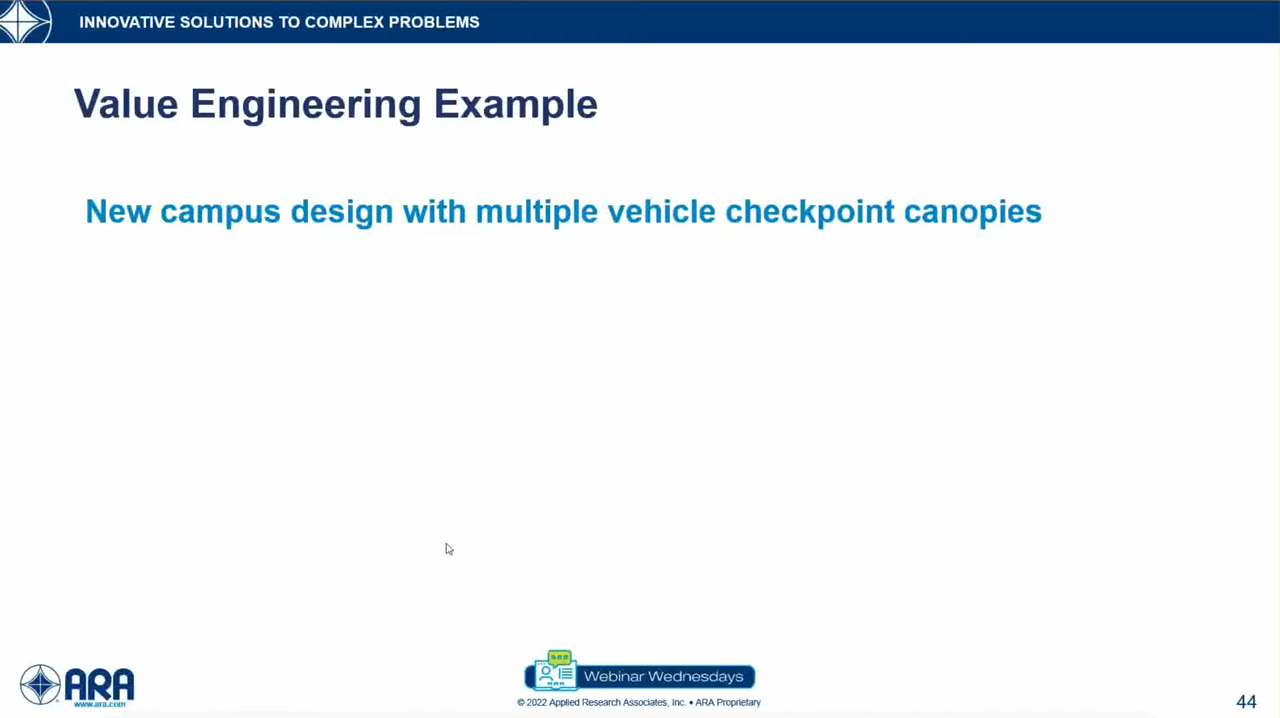 INNOVATIVE SOLUTIONS TO COMPLEX PROBLEMS
Value Engineering Example
New campus design with multiple vehicle checkpoint canopies
ARA
www.ara.com
Webinar Wednesdays
© 2022 Applied Research Associates, Inc. • ARA Proprietary
44